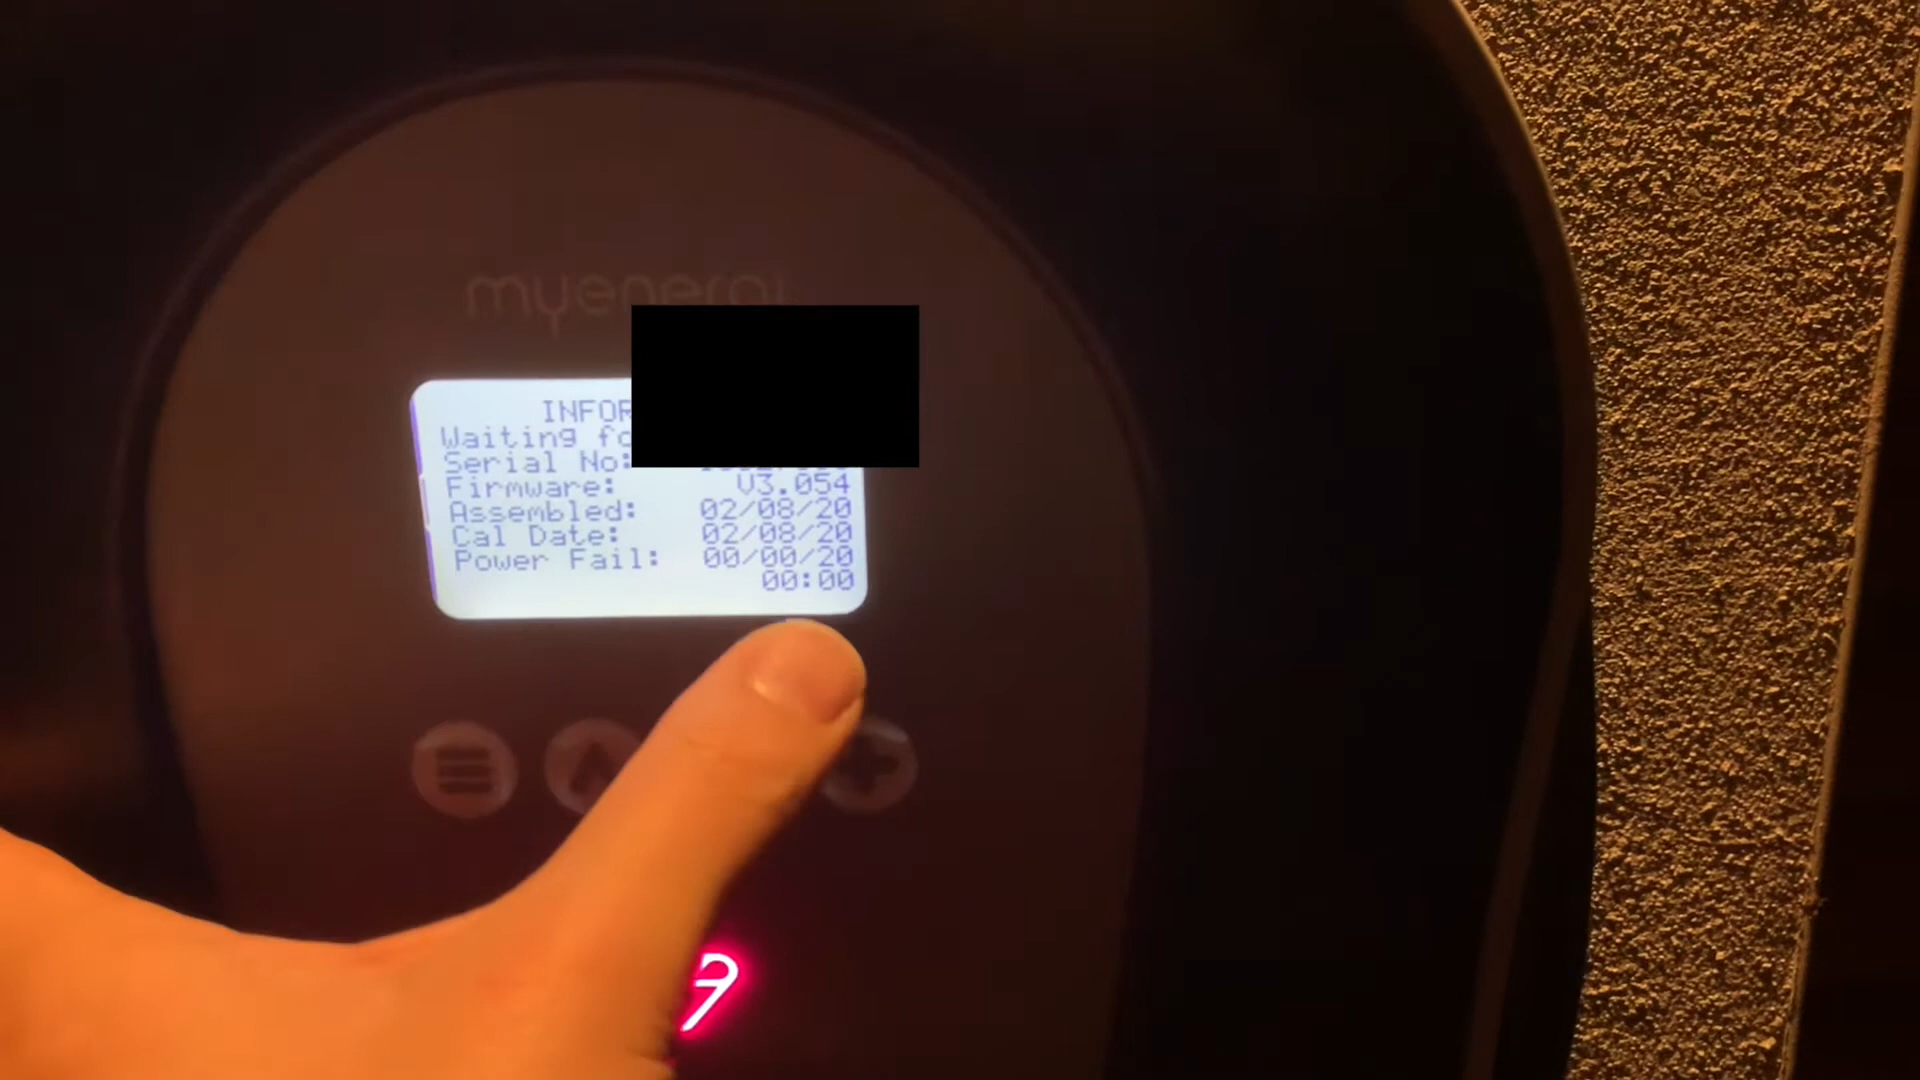 myenergi
INFOR
Waiting fo
Serial No:
Firmware: V3.054
Assembled: 02/08/20
Cal Date: 02/08/20
Power Fail: 00/00/20
00:00